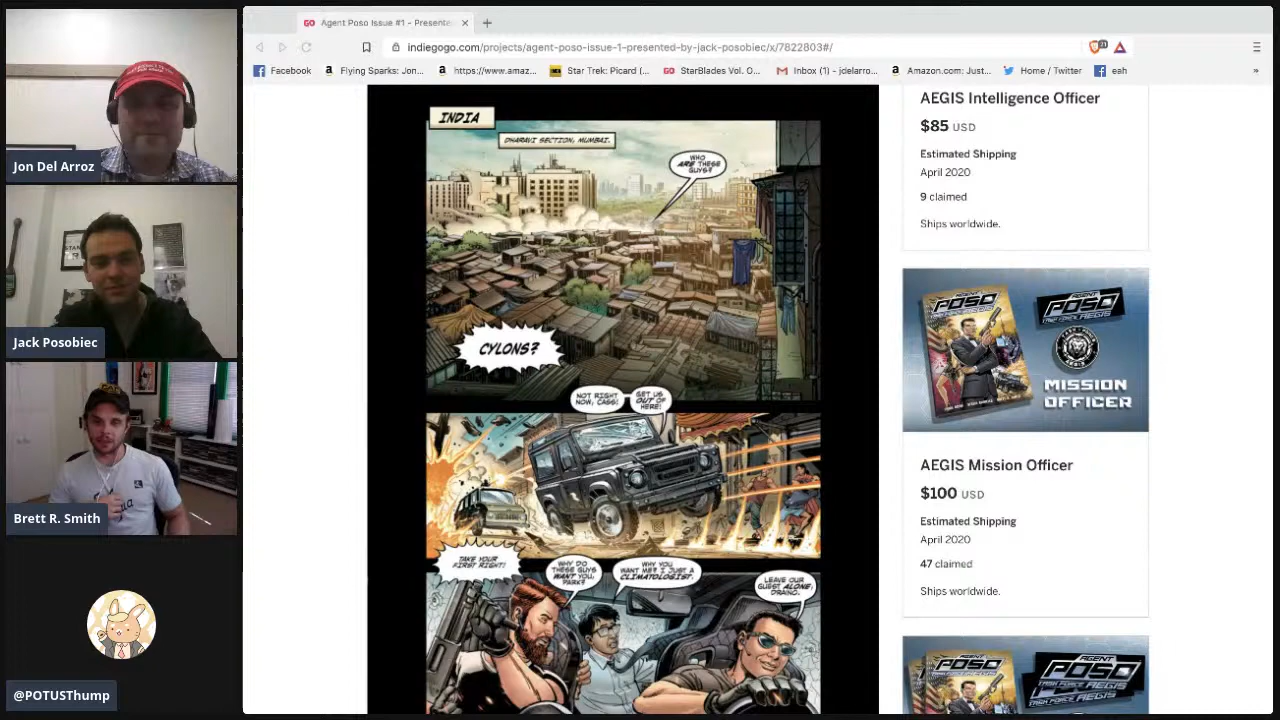 Jon Del Arroz
Jack Posobiec
Brett R. Smith
@POTUSThump
GO Agent Poso Issue #1 - Presente
indiegogo.com/projects/agent-poso-issue-1-presented-by-jack-posobiec/x/7822803#/
21
Facebook
Flying Sparks: Jon...
https://www.amaz...
Star Trek: Picard (...
GO StarBlades Vol. O...
Inbox (1) - jdelarro...
Amazon.com: Just...
Home / Twitter
eah
»
INDIA
DHARAVI SECTION, MUMBAI.
WHO
ARE THESE
GUYS?
CYLONS?
NOT RIGHT
NOW, CASS!
GET US
OUT OF
HERE!
TAKE YOUR
FIRST RIGHT!
WHY DO
THESE GUYS
WANT YOU,
PARK?
WHY YOU
WANT ME? I JUST A
CLIMATOLOGIST.
LEAVE OUR
GUEST ALONE,
DRAKO.
AEGIS Intelligence Officer
$85 USD
Estimated Shipping
April 2020
9 claimed
Ships worldwide.
AGENT
POSO
AGENT
POSO
TASK FORCE AEGIS
AEGIS
MISSION
OFFICER
AEGIS Mission Officer
$100 USD
Estimated Shipping
April 2020
47 claimed
Ships worldwide.
AGENT
POSO
AGENT
POSO
TASK FORCE AEGIS